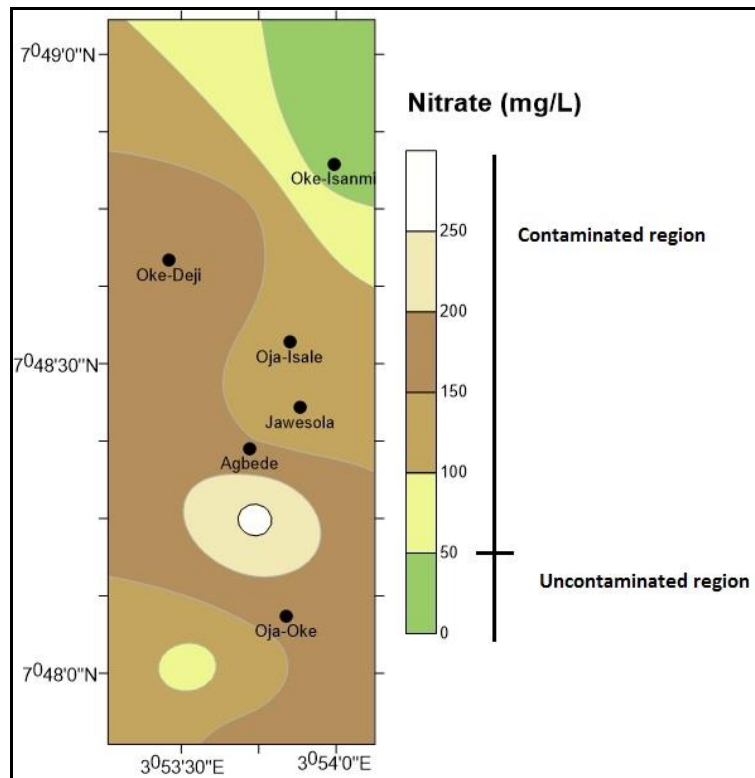 7⁰49'0"N
Nitrate (mg/L)
Oke-Isanmi
250
Contaminated region
Oke-Deji
200
150
Oja-Isale
7⁰48'30"N
Jawesola
100
Agbede
50
Uncontaminated region
0
Oja-Oke
7⁰48'0"N
3⁰53'30"E
3⁰54'0"E